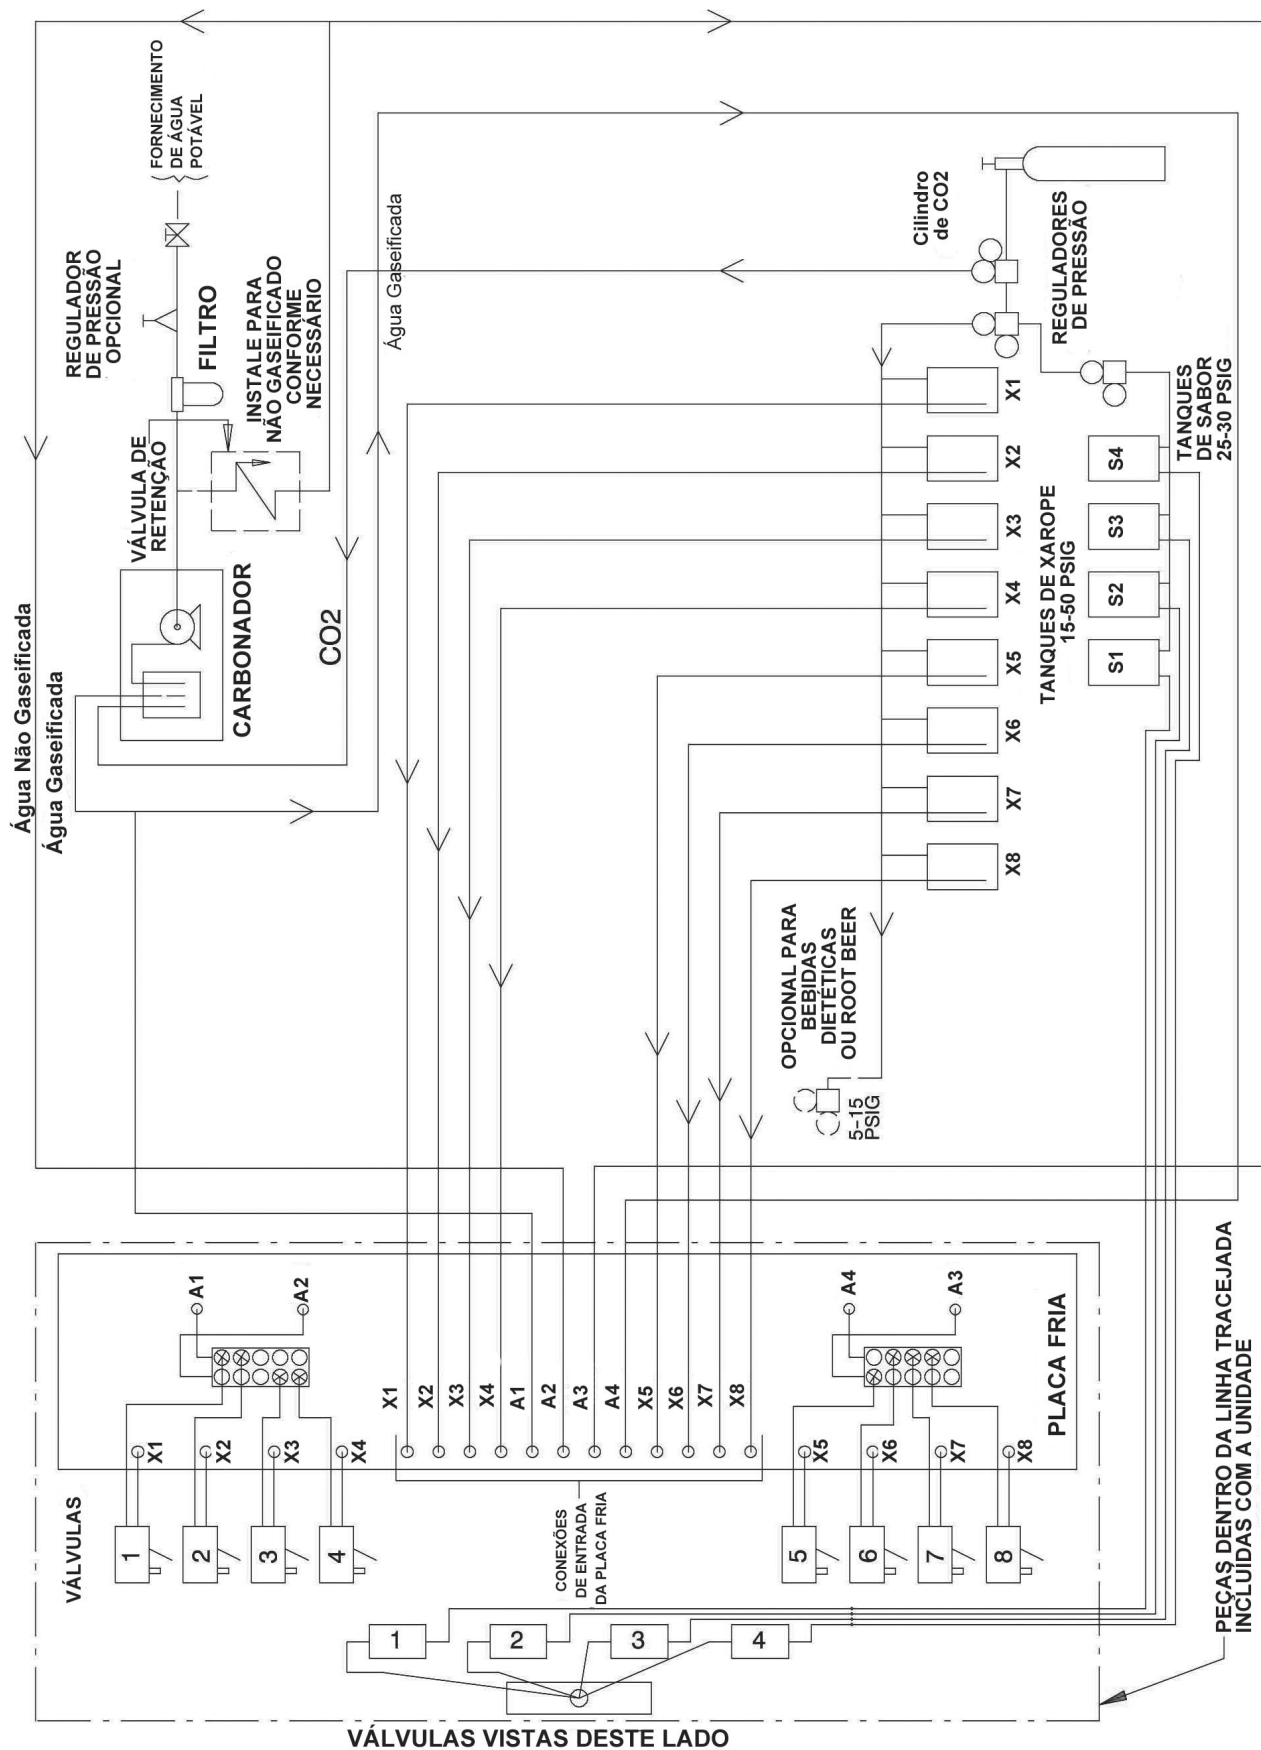 FORNECIMENTO
DE ÁGUA
POTÁVEL
REGULADOR
DE PRESSÃO
OPCIONAL
FILTRO
INSTALE PARA
NÃO GASEIFICADO
CONFORME
NECESSÁRIO
VÁLVULA DE
RETENÇÃO
CARBONADOR
CO2
Água Não Gaseificada
Água Gaseificada
Água Gaseificada
Cilindro
de CO2
REGULADORES
DE PRESSÃO
X1
X2
X3
X4
X5
X6
X7
X8
TANQUES DE XAROPE
15-50 PSIG
TANQUES
DE SABOR
25-30 PSIG
S4
S3
S2
S1
OPCIONAL PARA
BEBIDAS
DIETÉTICAS
OU ROOT BEER
5-15
PSIG
A1
A2
A4
A3
PLACA FRIA
X1
X2
X3
X4
A1
A2
A3
A4
X5
X6
X7
X8
X1
X2
X3
X4
X5
X6
X7
X8
VÁLVULAS
1
2
3
4
5
6
7
8
CONEXÕES
DE ENTRADA
DA PLACA FRIA
1
2
3
4
PEÇAS DENTRO DA LINHA TRACEJADA
INCLUÍDAS COM A UNIDADE
VÁLVULAS VISTAS DESTE LADO